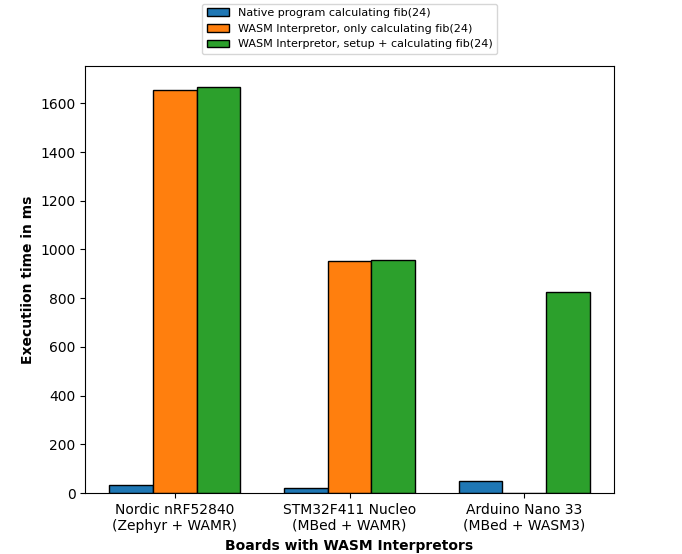 Native program calculating fib(24)
WASM Interpretor, only calculating fib(24)
WASM Interpretor, setup + calculating fib(24)
Executiion time in ms
1600
1400
1200
1000
800
600
400
200
0
Nordic nRF52840
(Zephyr + WAMR)
STM32F411 Nucleo
(MBed + WAMR)
Arduino Nano 33
(MBed + WASM3)
Boards with WASM Interpretors